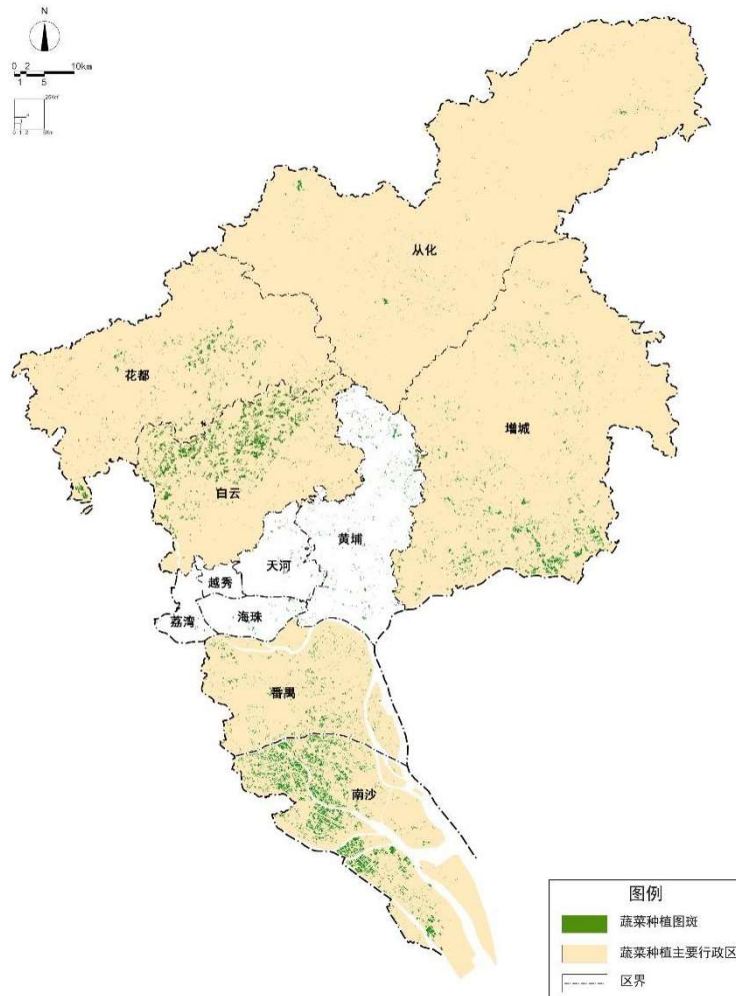 N
0 2 10km
1 5
从化
花都
增城
白云
黄埔
天河
越秀
海珠
荔湾
番禺
南沙
图例
蔬菜种植图斑
蔬菜种植主要行政区
区界